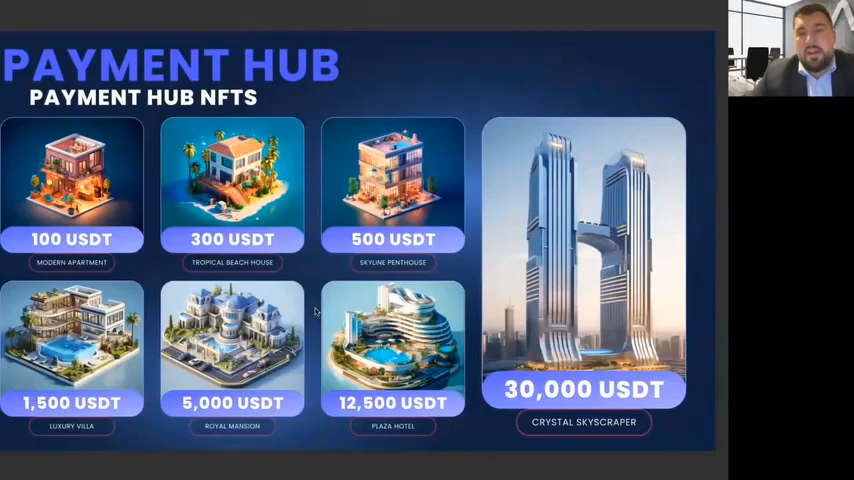 PAYMENT HUB
PAYMENT HUB NFTS
100 USDT
300 USDT
500 USDT
MODERN APARTMENT
TROPICAL BEACH HOUSE
SKYLINE PENTHOUSE
1,500 USDT
5,000 USDT
12,500 USDT
30,000 USDT
LUXURY VILLA
ROYAL MANSION
PLAZA HOTEL
CRYSTAL SKYSCRAPER